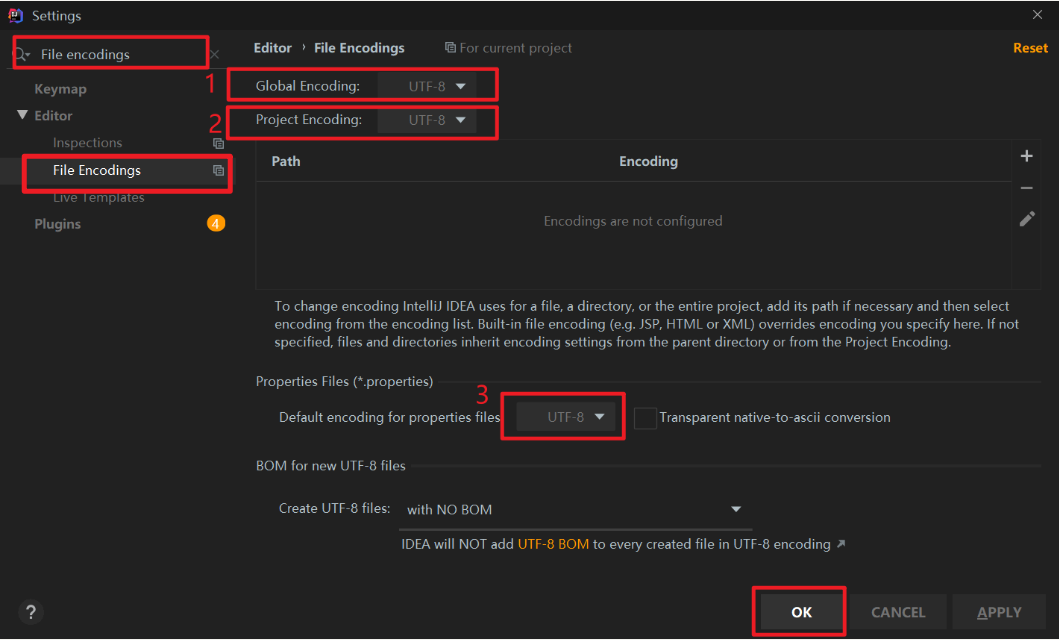 Settings
File encodings
Editor › File Encodings For current project Reset
1
Keymap
Global Encoding: UTF-8
Editor
2
Project Encoding: UTF-8
Inspections
File Encodings
Path Encoding
Live Templates
Plugins 4
Encodings are not configured
To change encoding IntelliJ IDEA uses for a file, a directory, or the entire project, add its path if necessary and then select
encoding from the encoding list. Built-in file encoding (e.g. JSP, HTML or XML) overrides encoding you specify here. If not
specified, files and directories inherit encoding settings from the parent directory or from the Project Encoding.
Properties Files (*.properties)
3
Default encoding for properties files UTF-8 Transparent native-to-ascii conversion
BOM for new UTF-8 files
Create UTF-8 files: with NO BOM
IDEA will NOT add UTF-8 BOM to every created file in UTF-8 encoding ↗
? OK CANCEL APPLY